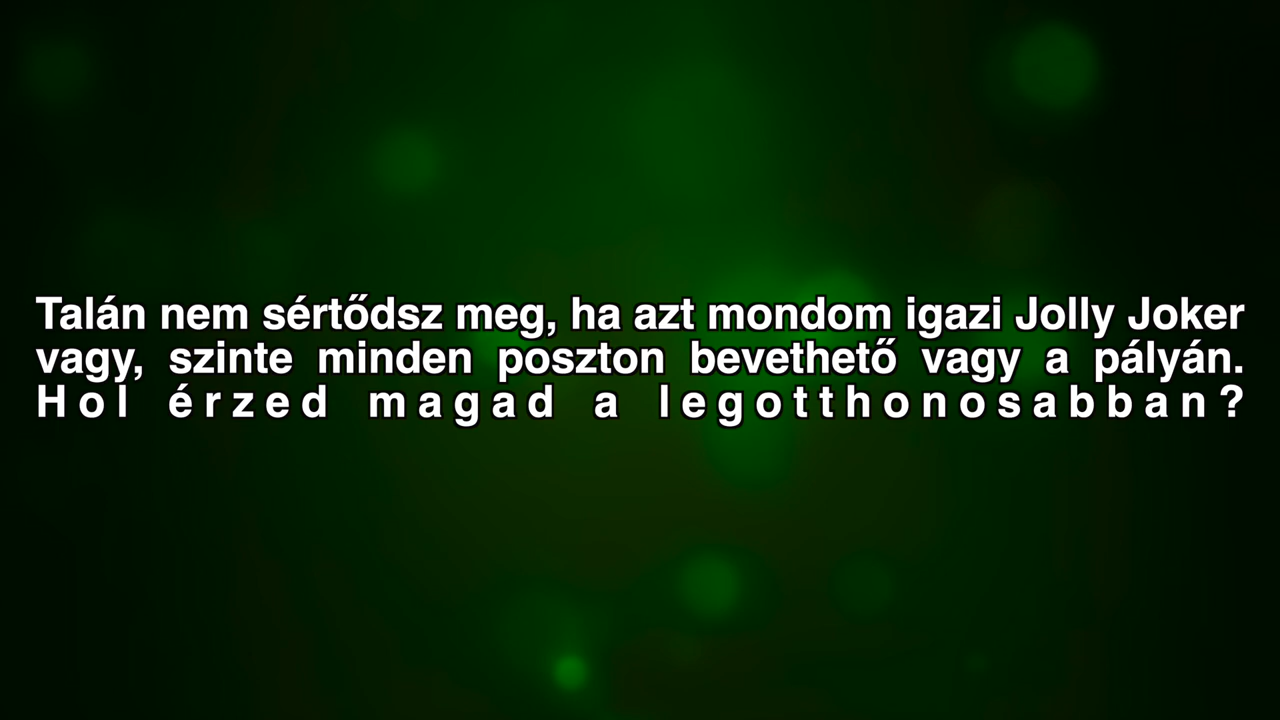 Talán nem sértődsz meg, ha azt mondom igazi Jolly Joker
vagy, szinte minden poszton bevethető vagy a pályán.
Hol érzed magad a legotthonosabban?